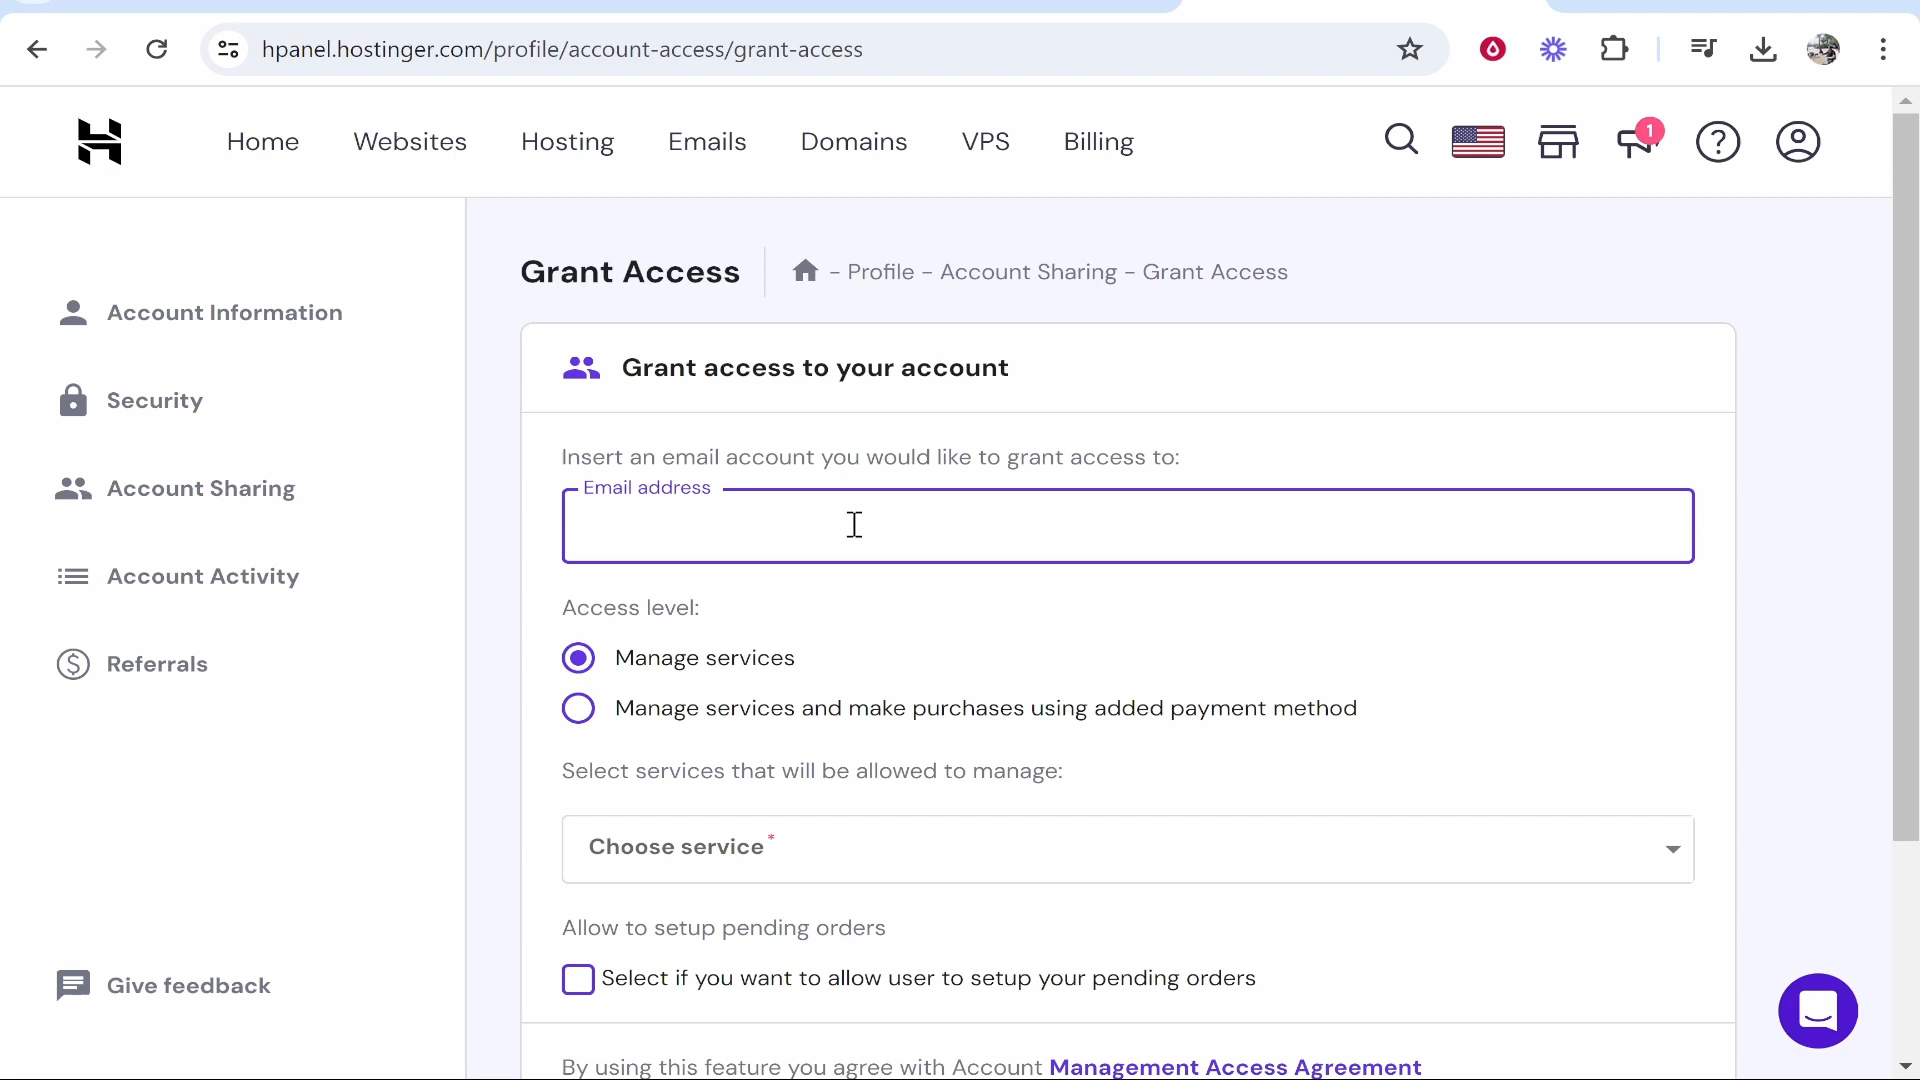 hpanel.hostinger.com/profile/account-access/grant-access
Home Websites Hosting Emails Domains VPS Billing
1
Grant Access
- Profile - Account Sharing - Grant Access
Account Information
Security
Account Sharing
Account Activity
Referrals
Give feedback
Grant access to your account
Insert an email account you would like to grant access to:
Email address
Access level:
Manage services
Manage services and make purchases using added payment method
Select services that will be allowed to manage:
Choose service *
Allow to setup pending orders
Select if you want to allow user to setup your pending orders
By using this feature you agree with Account Management Access Agreement